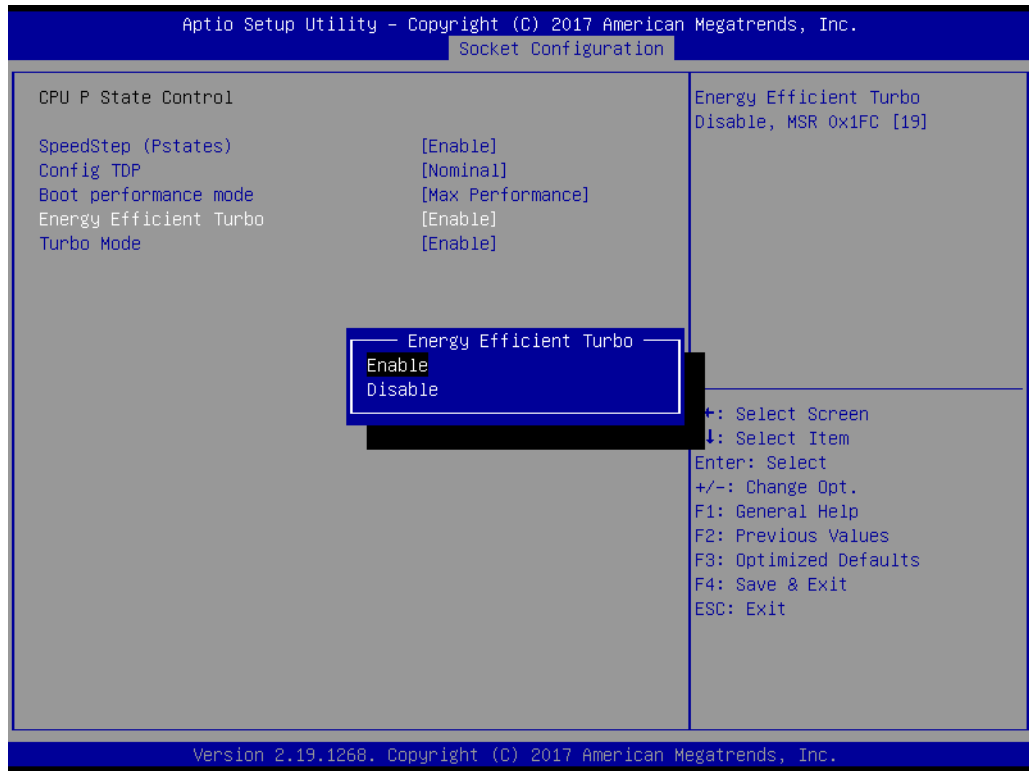 Aptio Setup Utility – Copyright (C) 2017 American Megatrends, Inc.
Socket Configuration
CPU P State Control
SpeedStep (Pstates) [Enable]
Config TDP [Nominal]
Boot performance mode [Max Performance]
Energy Efficient Turbo [Enable]
Turbo Mode [Enable]
Energy Efficient Turbo
Disable, MSR 0x1FC [19]
Energy Efficient Turbo
Enable
Disable
: Select Screen
↓: Select Item
Enter: Select
+/-: Change Opt.
F1: General Help
F2: Previous Values
F3: Optimized Defaults
F4: Save & Exit
ESC: Exit
Version 2.19.1268. Copyright (C) 2017 American Megatrends, Inc.